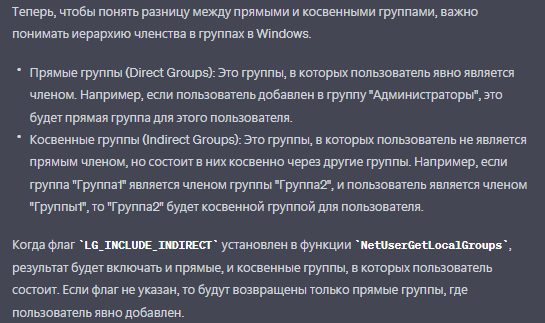 Теперь, чтобы понять разницу между прямыми и косвенными группами, важно
понимать иерархию членства в группах в Windows.
• Прямые группы (Direct Groups): Это группы, в которых пользователь явно является
членом. Например, если пользователь добавлен в группу "Администраторы", это
будет прямая группа для этого пользователя.
• Косвенные группы (Indirect Groups): Это группы, в которых пользователь не является
прямым членом, но состоит в них косвенно через другие группы. Например, если
группа "Группа1" является членом группы "Группа2", и пользователь является членом
"Группы1", то "Группа2" будет косвенной группой для пользователя.
Когда флаг `LG_INCLUDE_INDIRECT` установлен в функции `NetUserGetLocalGroups`,
результат будет включать и прямые, и косвенные группы, в которых пользователь
состоит. Если флаг не указан, то будут возвращены только прямые группы, где
пользователь явно добавлен.